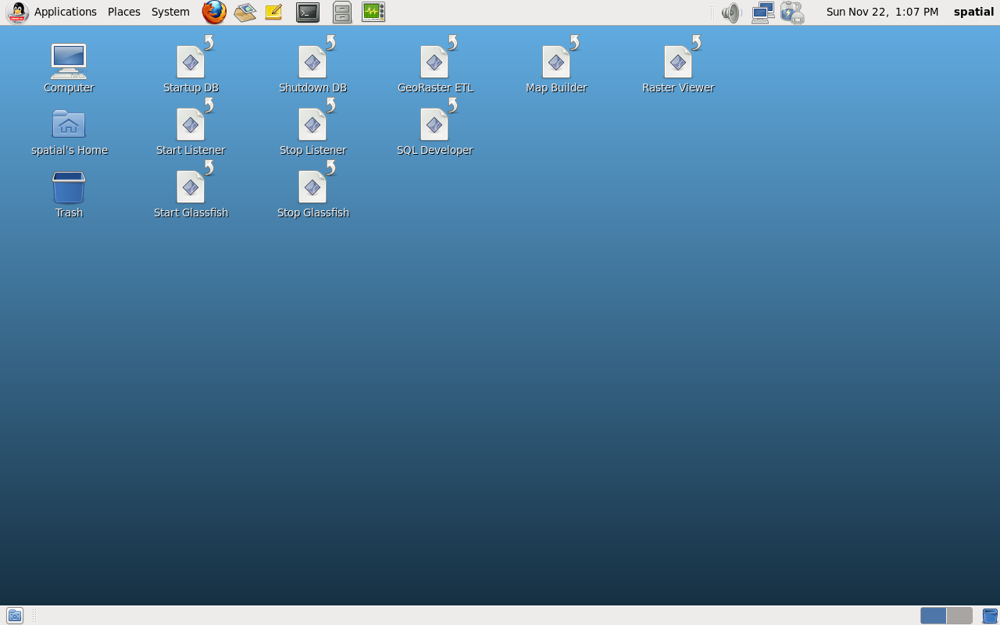 Applications Places System Sun Nov 22, 1:07 PM spatial
Computer Startup DB Shutdown DB GeoRaster ETL Map Builder Raster Viewer
spatial's Home Start Listener Stop Listener SQL Developer
Trash Start Glassfish Stop Glassfish